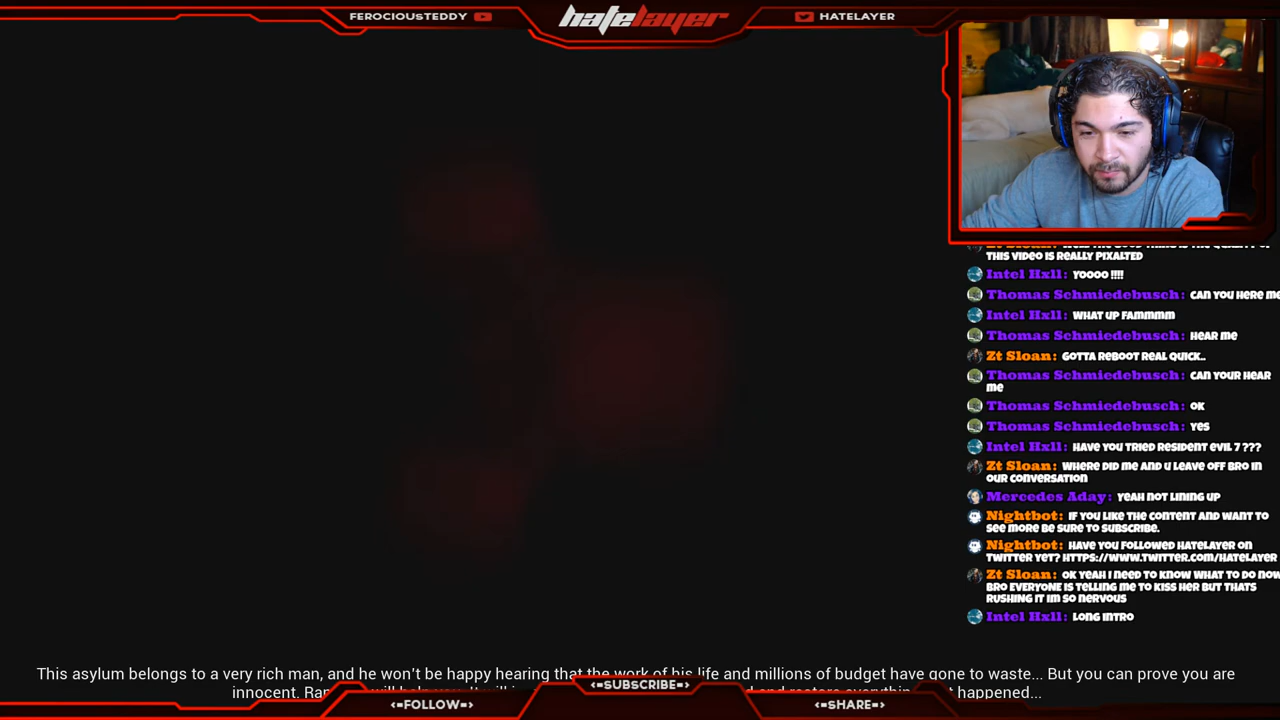 FEROCIOUSTEDDY
hatelayer
HATELAYER
THIS VIDEO IS REALLY PIXALTED
Intel Hxll: YOOOO !!!!
Thomas Schmiedebusch: CAN YOU HERE ME
Intel Hxll: WHAT UP FAMMMM
Thomas Schmiedebusch: HEAR ME
Zt Sloan: GOTTA REBOOT REAL QUICK..
Thomas Schmiedebusch: CAN YOUR HEAR
ME
Thomas Schmiedebusch: OK
Thomas Schmiedebusch: YES
Intel Hxll: HAVE YOU TRIED RESIDENT EVIL 7 ???
Zt Sloan: WHERE DID ME AND U LEAVE OFF BRO IN
OUR CONVERSATION
Mercedes Aday: YEAH NOT LINING UP
Nightbot: IF YOU LIKE THE CONTENT AND WANT TO
SEE MORE BE SURE TO SUBSCRIBE.
Nightbot: HAVE YOU FOLLOWED HATELAYER ON
TWITTER YET? HTTPS://WWW.TWITTER.COM/HATELAYER
Zt Sloan: OK YEAH I NEED TO KNOW WHAT TO DO NOW
BRO EVERYONE IS TELLING ME TO KISS HER BUT THATS
RUSHING IT IM SO NERVOUS
Intel Hxll: LONG INTRO
This asylum belongs to a very rich man, and he won't be happy hearing that the work of his life and millions of budget have gone to waste... But you can prove you are
innocent. happened...
<=SUBSCRIBE=>
<=FOLLOW=>
<=SHARE=>